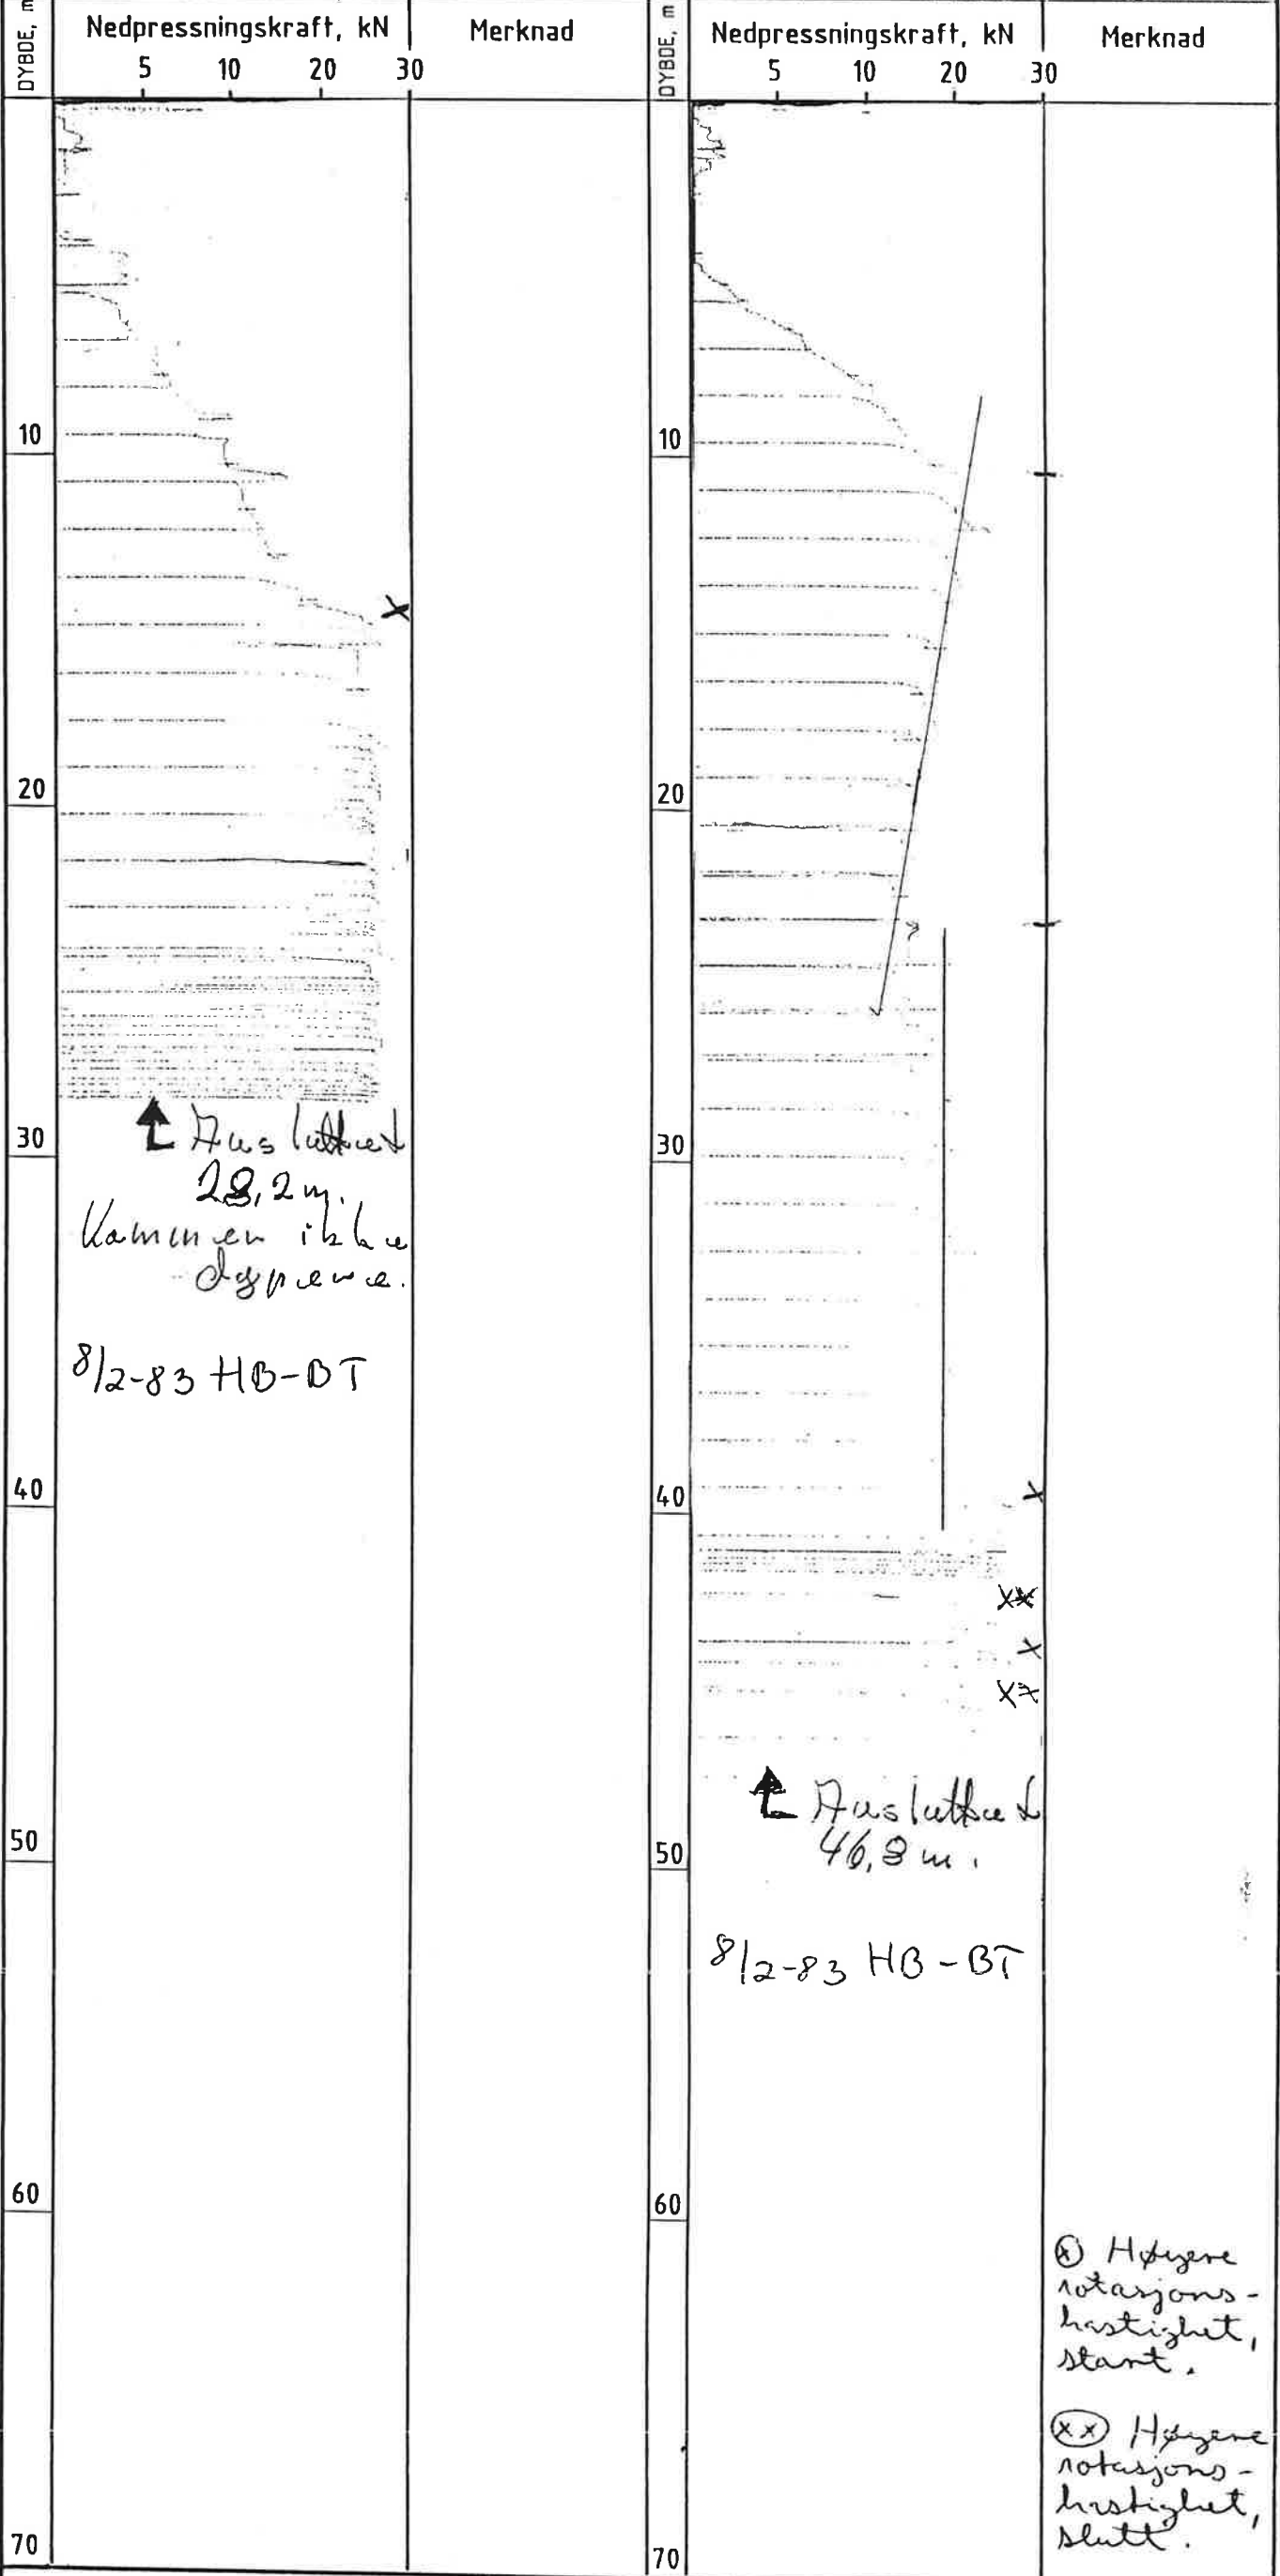 DYBDE, m
Nedpressningskraft, kN
Merknad
5 10 20 30
10
20
30
40
50
60
70
x
Avsluttet
28,2 m.
Kommer ikke
dypere.
8/2-83 HB-BT
DYBDE, m
Nedpressningskraft, kN
Merknad
5 10 20 30
10
20
30
40
50
60
70
x
xx
x
xx
Avsluttet
46,8 m.
8/2-83 HB-BT
x Høyere
rotasjons-
hastighet,
start.
xx Høyere
rotasjons-
hastighet,
slutt.